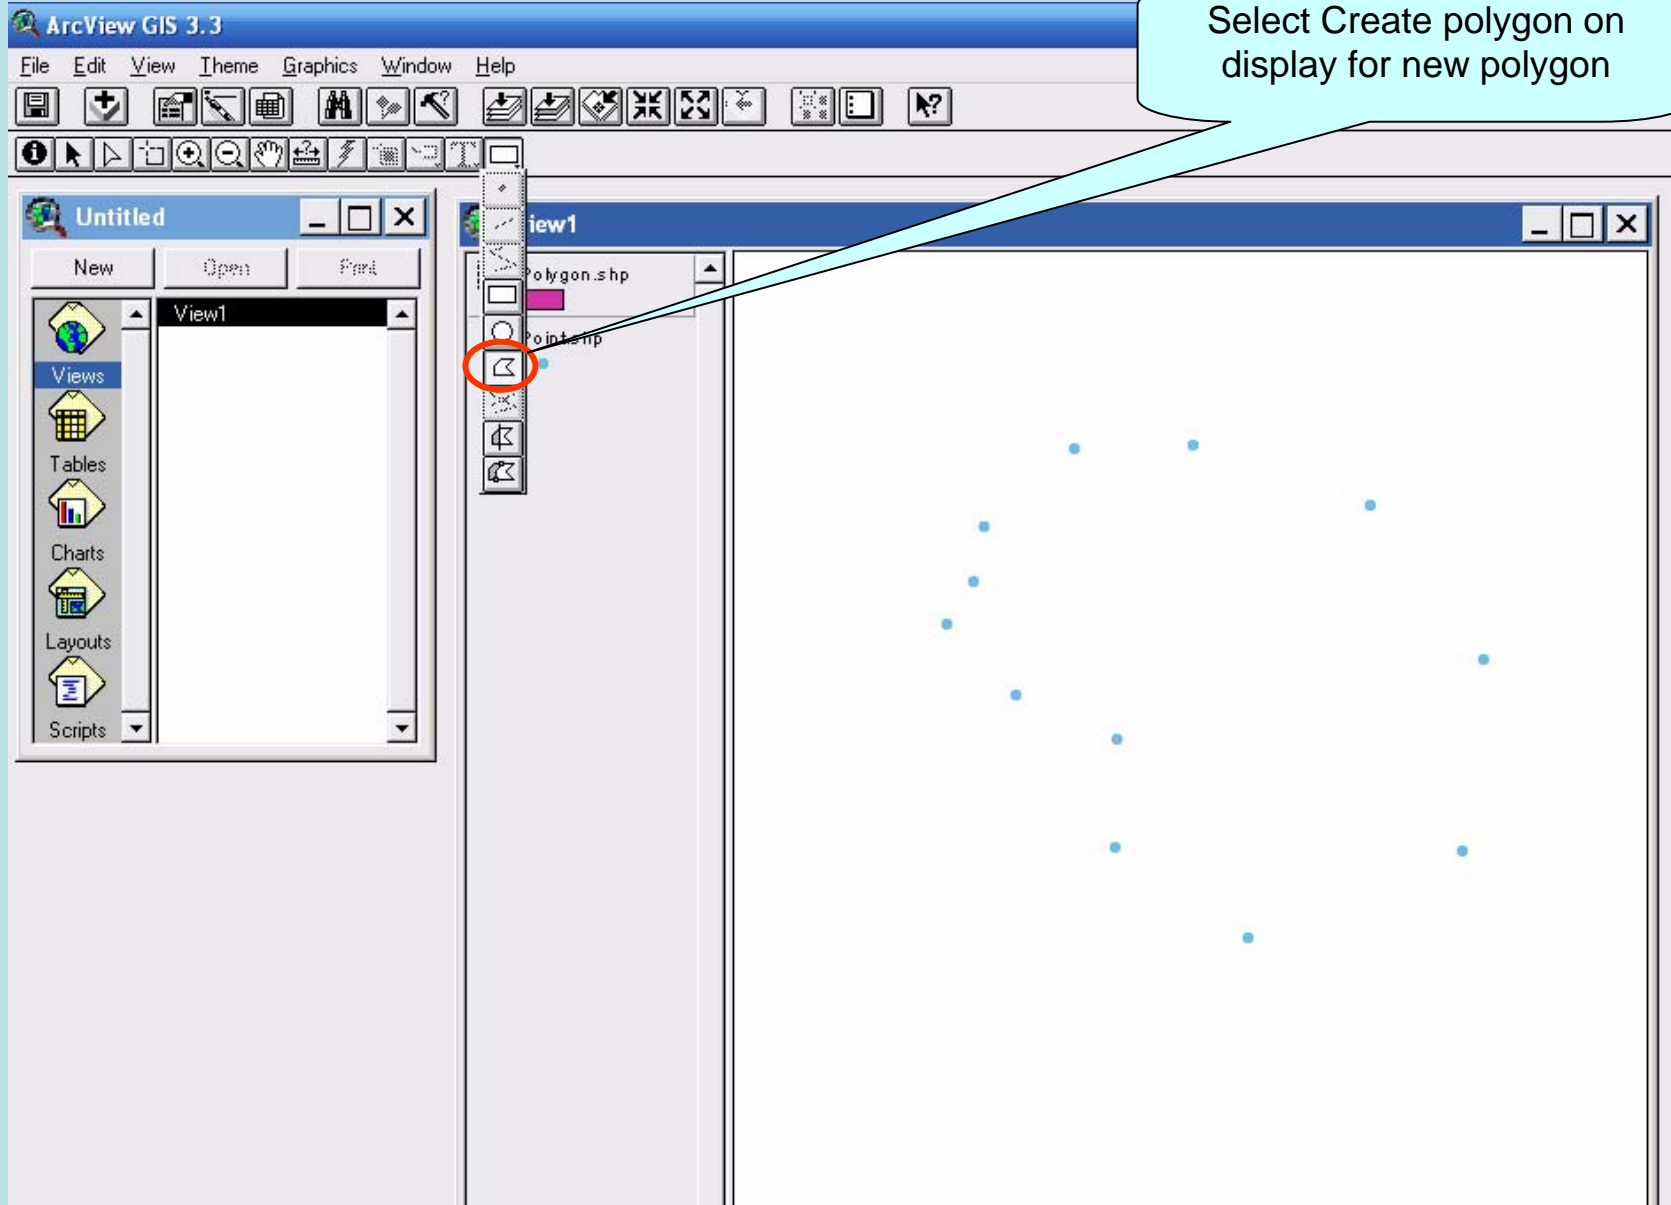 ArcView GIS 3.3
Select Create polygon on
display for new polygon
File Edit View Theme Graphics Window Help
Untitled
New Open Print
View1
Views
Tables
Charts
Layouts
Scripts
iew1
Polygon.shp
Point.shp